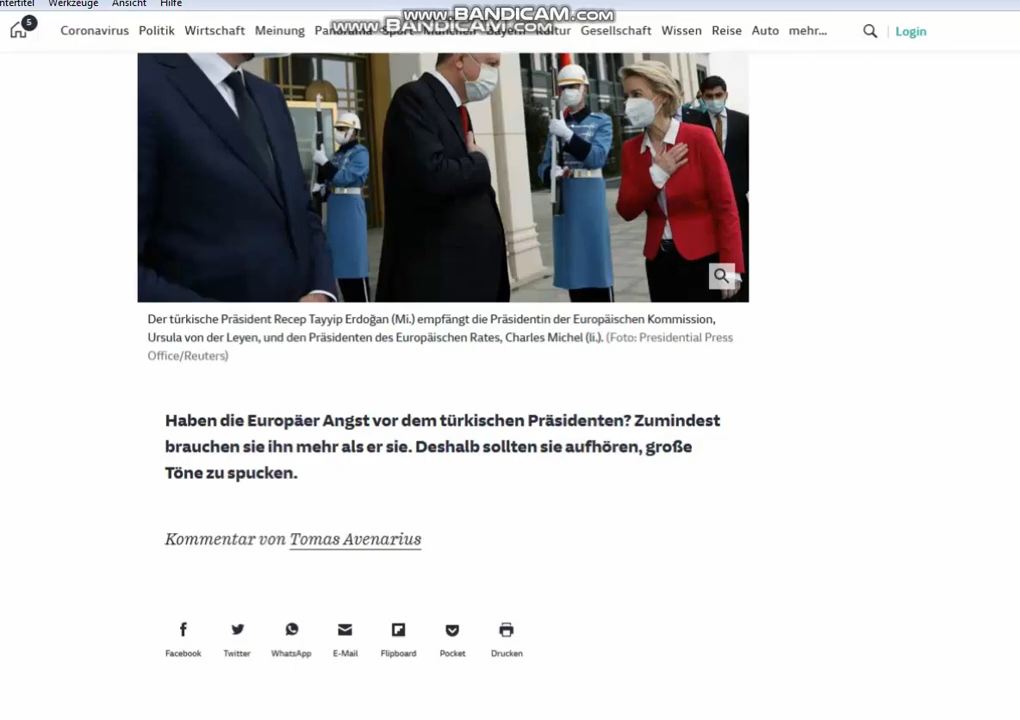 ntertitel Werkzeuge Ansicht Hilfe
www.BANDICAM.com
www.BANDICAM.com
5 Coronavirus Politik Wirtschaft Meinung Panorama Sport München Bayern Kultur Gesellschaft Wissen Reise Auto mehr... Login
Der türkische Präsident Recep Tayyip Erdoğan (Mi.) empfängt die Präsidentin der Europäischen Kommission,
Ursula von der Leyen, und den Präsidenten des Europäischen Rates, Charles Michel (li.). (Foto: Presidential Press
Office/Reuters)
Haben die Europäer Angst vor dem türkischen Präsidenten? Zumindest
brauchen sie ihn mehr als er sie. Deshalb sollten sie aufhören, große
Töne zu spucken.
Kommentar von Tomas Avenarius
Facebook Twitter WhatsApp E-Mail Flipboard Pocket Drucken